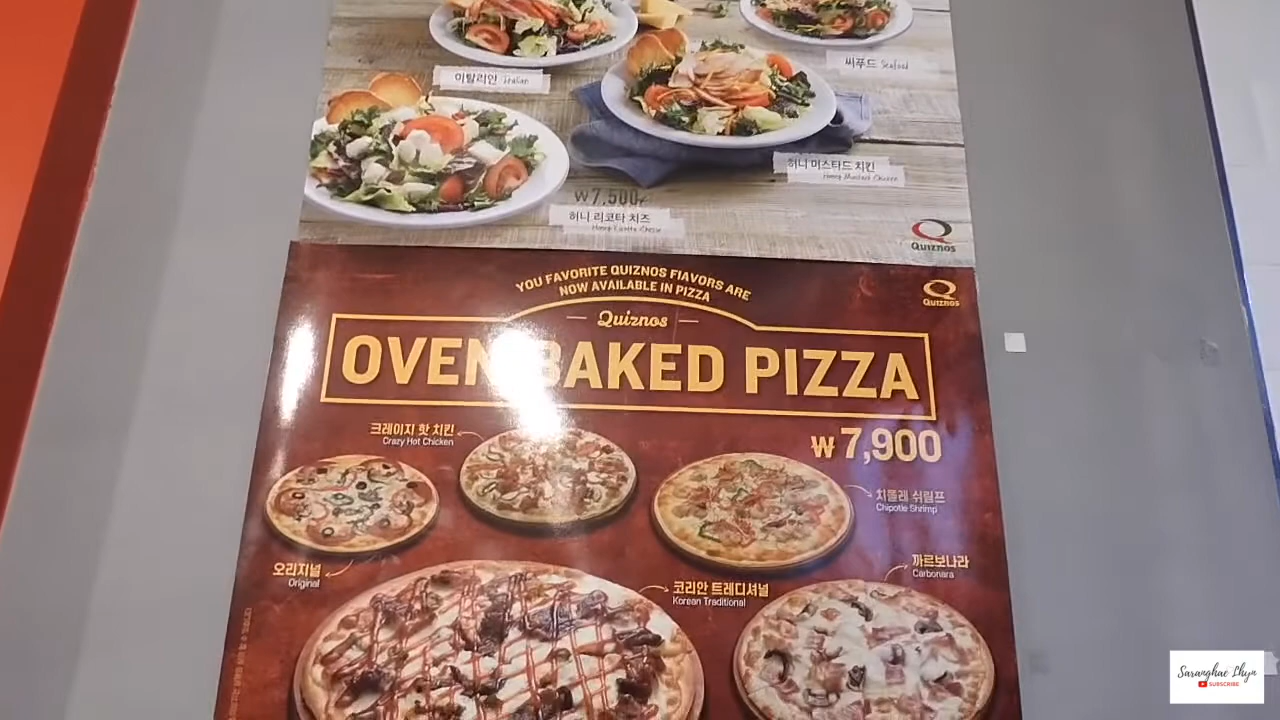 이탈리안 Italian
씨푸드 Seafood
허니 머스타드 치킨
Honey Mustard Chicken
₩7,500
허니 리코타 치즈
Honey Ricotta Cheese
QUIZNOS
YOU FAVORITE QUIZNOS FlAVORS ARE
NOW AVAILABLE IN PIZZA
QUIZNOS
Quiznos
OVEN BAKED PIZZA
₩7,900
크레이지 핫 치킨
Crazy Hot Chicken
치폴레 쉬림프
Chipotle Shrimp
오리지널
Original
까르보나라
Carbonara
코리안 트레디셔널
Korean Traditional
Saranghae Lhyn
SUBSCRIBE